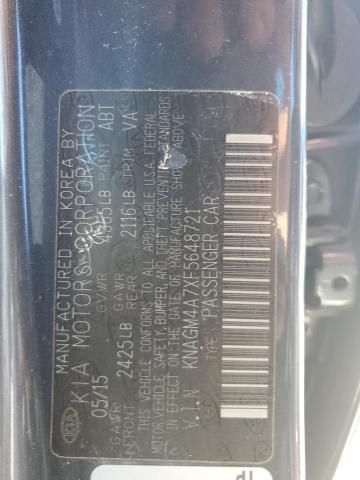 MANUFACTURED IN KOREA BY
KIA MOTORS CORPORATION
05/15 GVWR LB PAINT ABT
GAWR FRONT 2425LB GAWR REAR 2116LB TRIM VA
THIS VEHICLE CONFORMS TO ALL APPLICABLE U.S.A. FEDERAL
MOTOR VEHICLE SAFETY, BUMPER, AND THEFT PREVENTION STANDARDS
IN EFFECT ON THE DATE OF MANUFACTURE SHOWN ABOVE
V.I.N KNAGM4A7XF5648721
TYPE: PASSENGER CAR
KIA